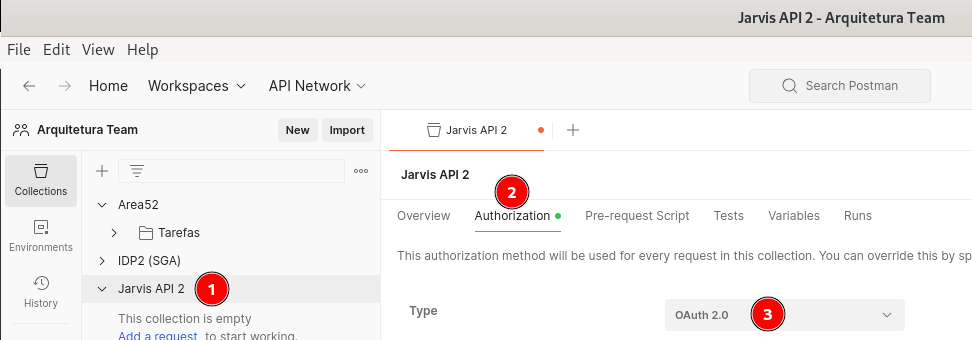 Jarvis API 2 - Arquitetura Team
File Edit View Help
Home Workspaces API Network Search Postman
Arquitetura Team New Import
Jarvis API 2
Collections
Environments
History
Area52
Tarefas
IDP2 (SGA)
Jarvis API 2 1
This collection is empty
Add a request to start working.
Jarvis API 2
2
Overview Authorization Pre-request Script Tests Variables Runs
This authorization method will be used for every request in this collection. You can override this by sp
Type OAuth 2.0 3